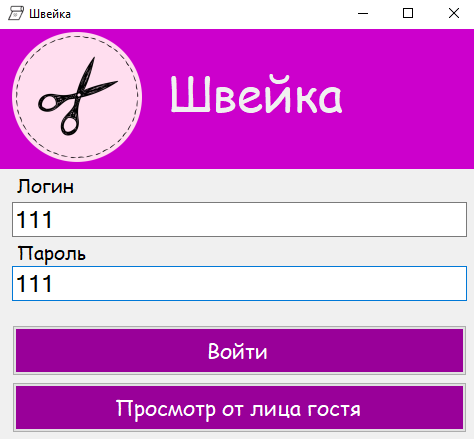 Швейка
Швейка
Логин
111
Пароль
111
Войти
Просмотр от лица гостя